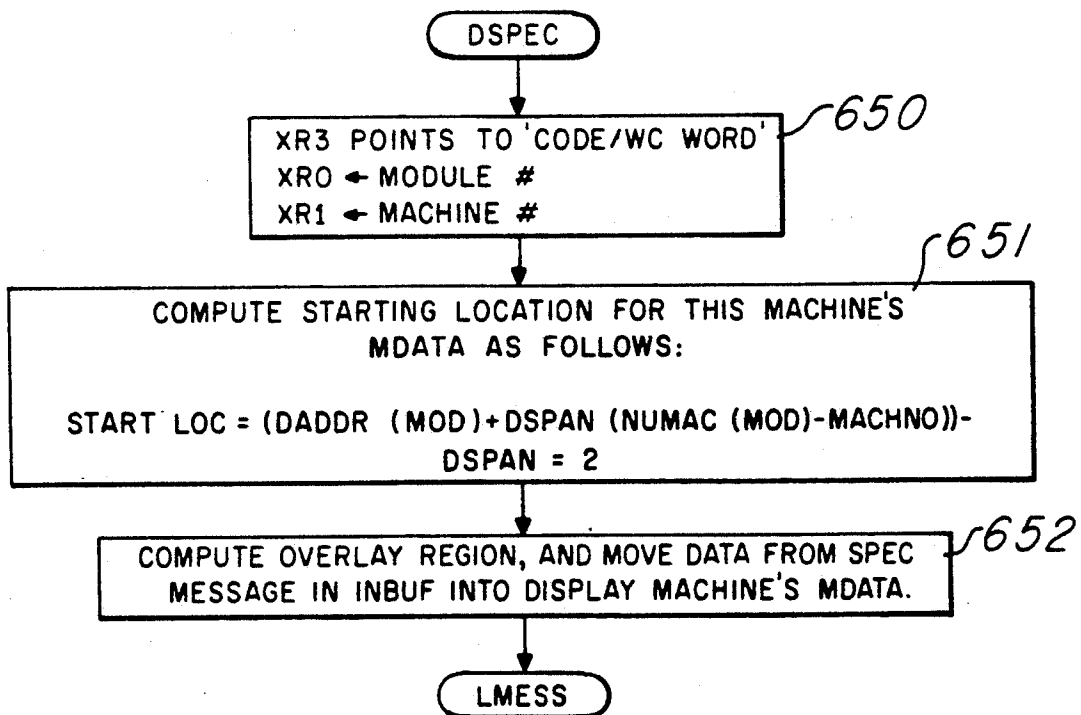 DSPEC
650
XR3 POINTS TO 'CODE/WC WORD'
XR0 ← MODULE #
XR1 ← MACHINE #
651
COMPUTE STARTING LOCATION FOR THIS MACHINE'S
MDATA AS FOLLOWS:
START LOC = (DADDR (MOD)+DSPAN (NUMAC (MOD)-MACHNO))-
DSPAN = 2
652
COMPUTE OVERLAY REGION, AND MOVE DATA FROM SPEC
MESSAGE IN INBUF INTO DISPLAY MACHINE'S MDATA.
LMESS